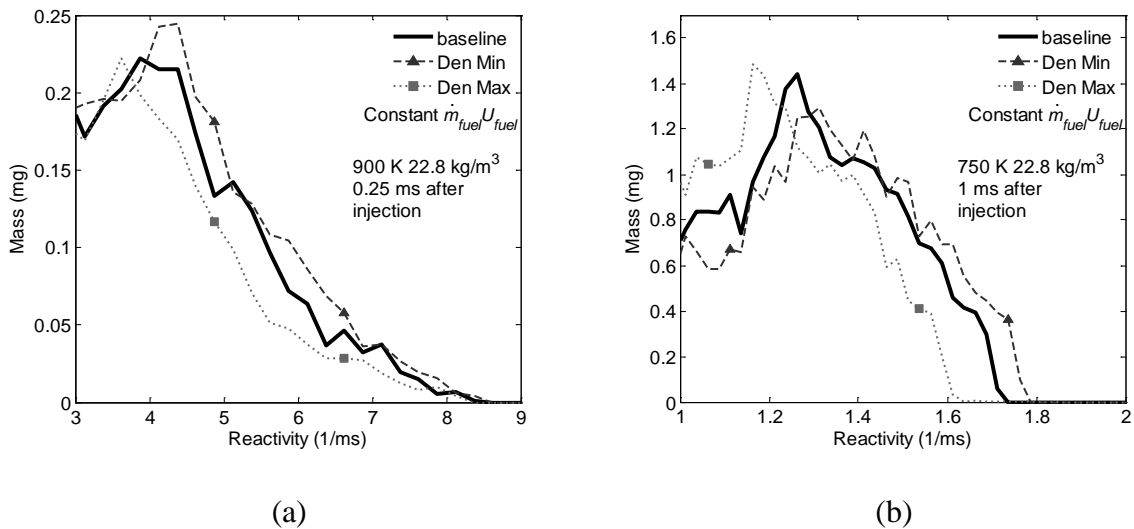 0.25
0.2
0.15
0.1
0.05
0
Mass (mg)
3 4 5 6 7 8 9
Reactivity (1/ms)
baseline
Den Min
Den Max
Constant ṁ_fuel U_fuel
900 K 22.8 kg/m³
0.25 ms after
injection
(a)
1.6
1.4
1.2
1
0.8
0.6
0.4
0.2
0
Mass (mg)
1 1.2 1.4 1.6 1.8 2
Reactivity (1/ms)
baseline
Den Min
Den Max
Constant ṁ_fuel U_fuel
750 K 22.8 kg/m³
1 ms after
injection
(b)